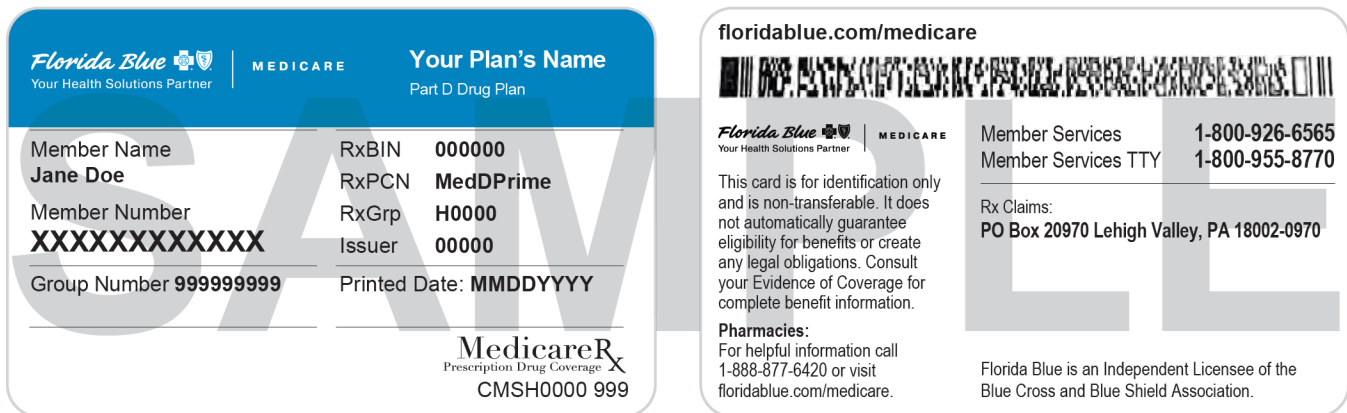 Florida Blue
Your Health Solutions Partner
MEDICARE
Your Plan’s Name
Part D Drug Plan
Member Name
Jane Doe
Member Number
XXXXXXXXXXXX
Group Number 999999999
RxBIN 000000
RxPCN MedDPrime
RxGrp H0000
Issuer 00000
Printed Date: MMDDYYYY
MedicareRx
Prescription Drug Coverage
CMSH0000 999
SAMPLE
floridablue.com/medicare
Florida Blue
Your Health Solutions Partner
MEDICARE
This card is for identification only
and is non-transferable. It does
not automatically guarantee
eligibility for benefits or create
any legal obligations. Consult
your Evidence of Coverage for
complete benefit information.
Pharmacies:
For helpful information call
1-888-877-6420 or visit
floridablue.com/medicare.
Member Services 1-800-926-6565
Member Services TTY 1-800-955-8770
Rx Claims:
PO Box 20970 Lehigh Valley, PA 18002-0970
Florida Blue is an Independent Licensee of the
Blue Cross and Blue Shield Association.